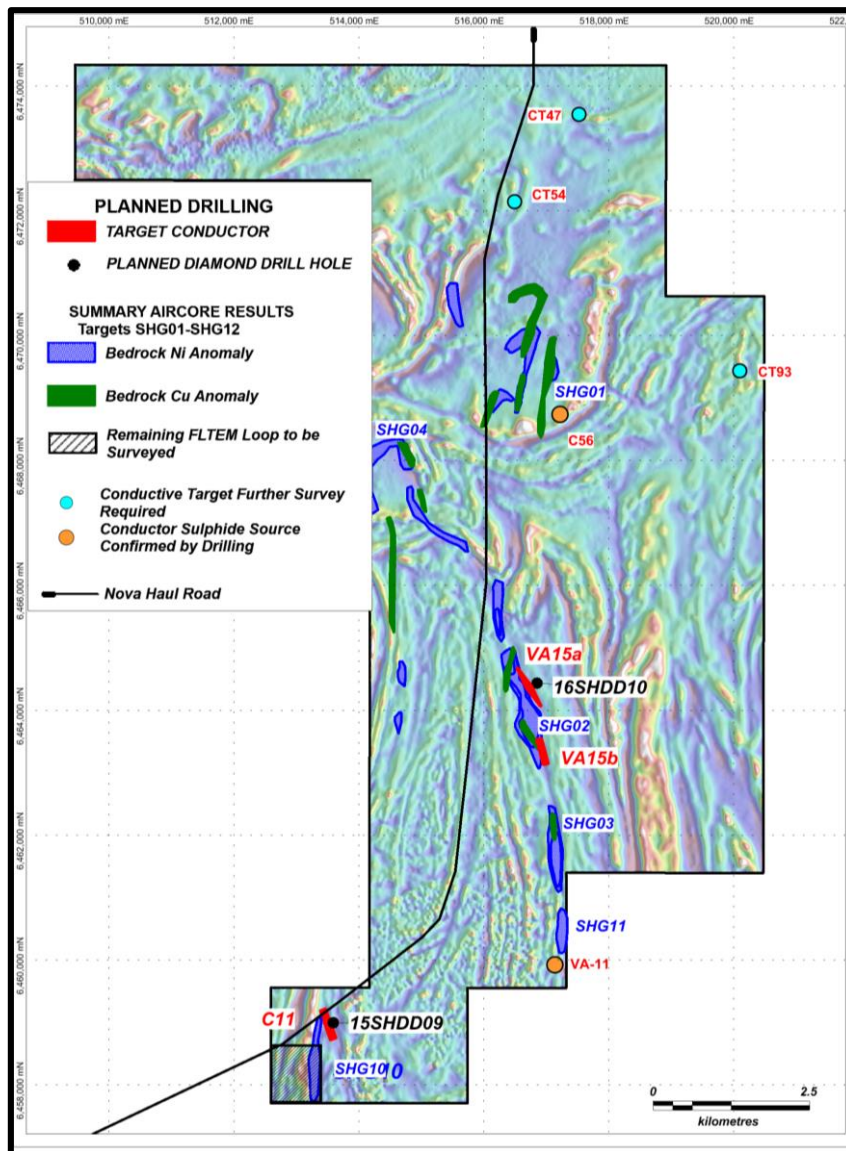 510,000 mE
512,000 mE
514,000 mE
516,000 mE
518,000 mE
520,000 mE
522,
6,474,000 mN
6,472,000 mN
6,470,000 mN
6,468,000 mN
6,466,000 mN
6,464,000 mN
6,462,000 mN
6,460,000 mN
6,458,000 mN
PLANNED DRILLING
TARGET CONDUCTOR
PLANNED DIAMOND DRILL HOLE
SUMMARY AIRCORE RESULTS
Targets SHG01-SHG12
Bedrock Ni Anomaly
Bedrock Cu Anomaly
Remaining FLTEM Loop to be
Surveyed
Conductive Target Further Survey
Required
Conductor Sulphide Source
Confirmed by Drilling
Nova Haul Road
CT47
CT54
CT93
SHG01
C56
SHG04
VA15a
16SHDD10
SHG02
VA15b
SHG03
SHG11
VA-11
C11
15SHDD09
SHG10
0
0 2.5
kilometres